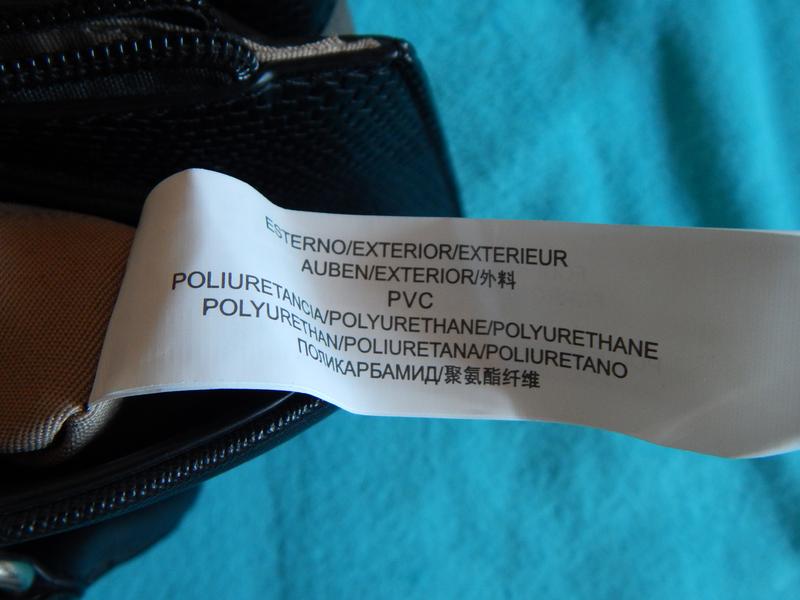 ESTERNO/EXTERIOR/EXTERIEUR
AUBEN/EXTERIOR/外料
PVC
POLIURETANCIA/POLYURETHANE/POLYURETHANE
POLYURETHAN/POLIURETANA/POLIURETANO
ПОЛИКАРБАМИД/聚氨酯纤维